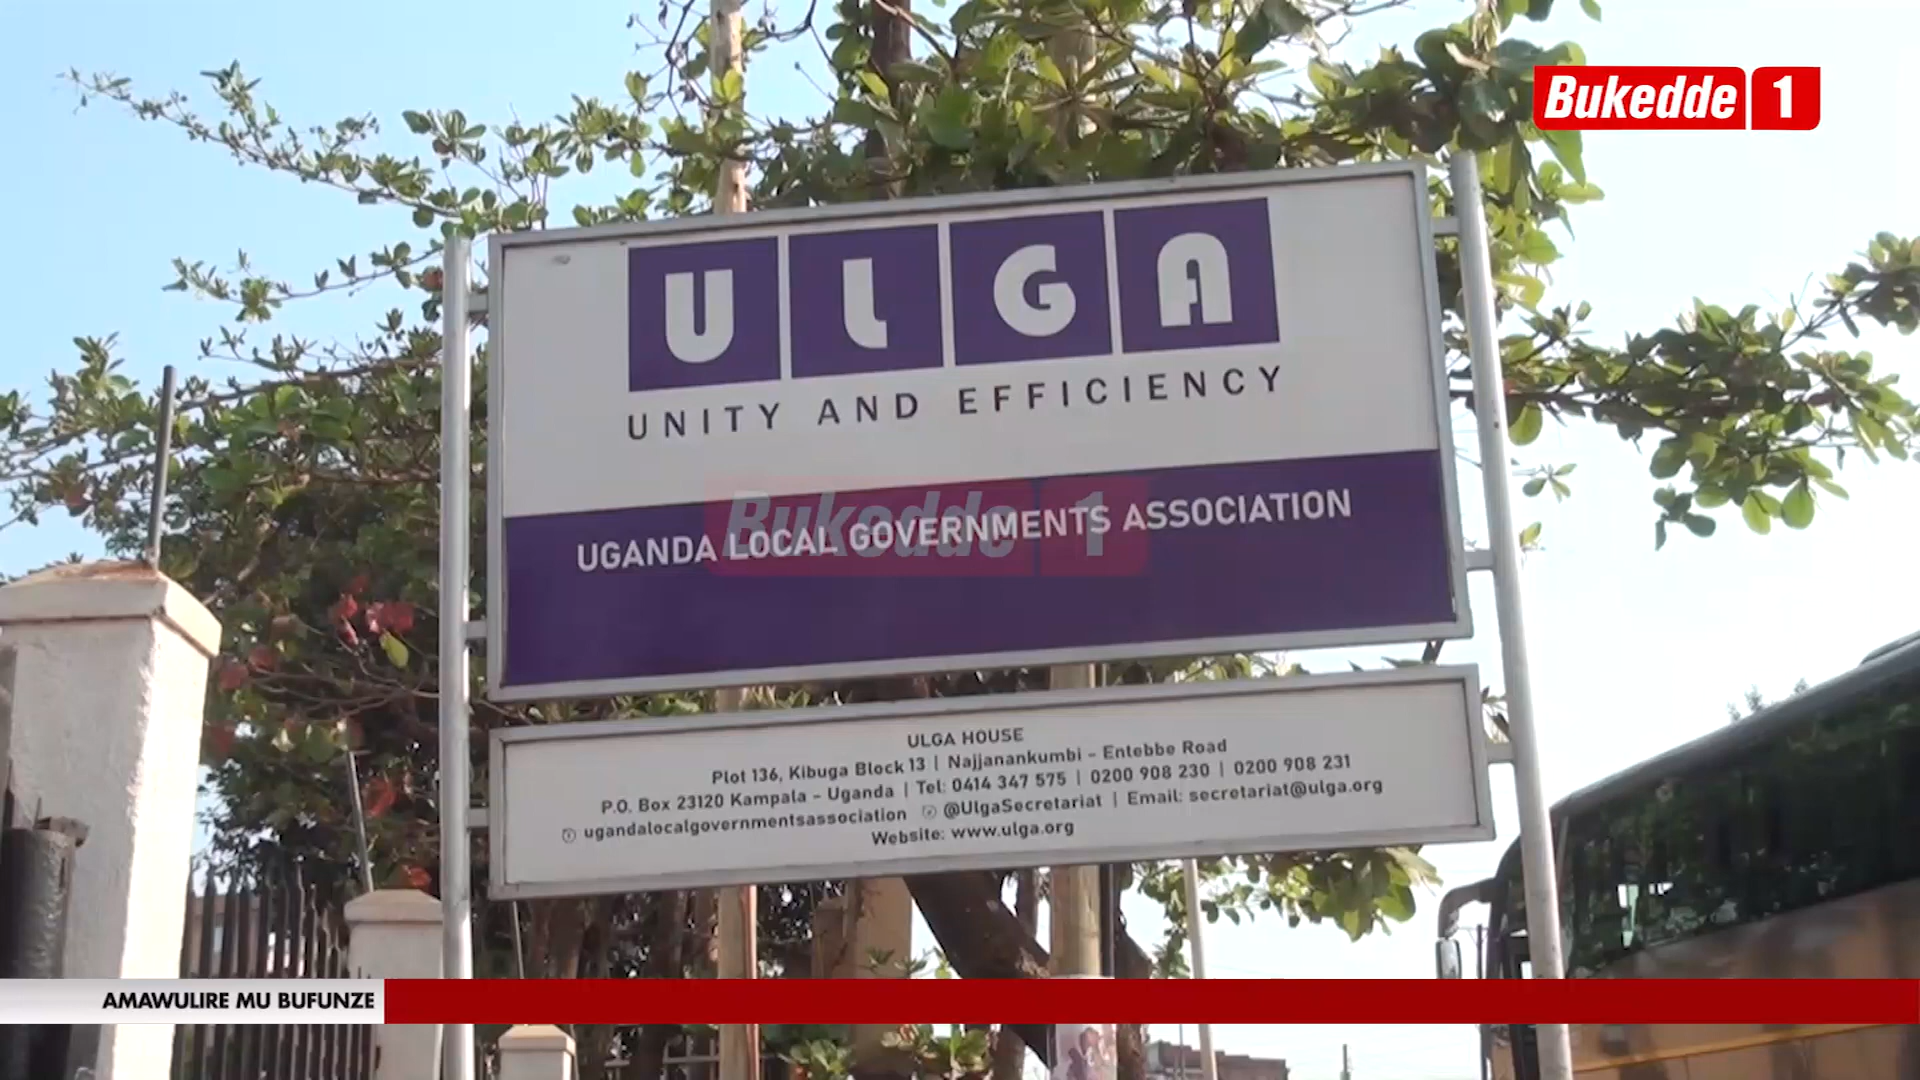 Bukedde 1
ULGA
UNITY AND EFFICIENCY
Bukedde 1
UGANDA LOCAL GOVERNMENTS ASSOCIATION
ULGA HOUSE
Plot 136, Kibuga Block 13 | Najjanankumbi - Entebbe Road
P.O. Box 23120 Kampala - Uganda | Tel: 0414 347 575 | 0200 908 230 | 0200 908 231
ugandalocalgovernmentsassociation @UlgaSecretariat | Email: secretariat@ulga.org
Website: www.ulga.org
AMAWULIRE MU BUFUNZE